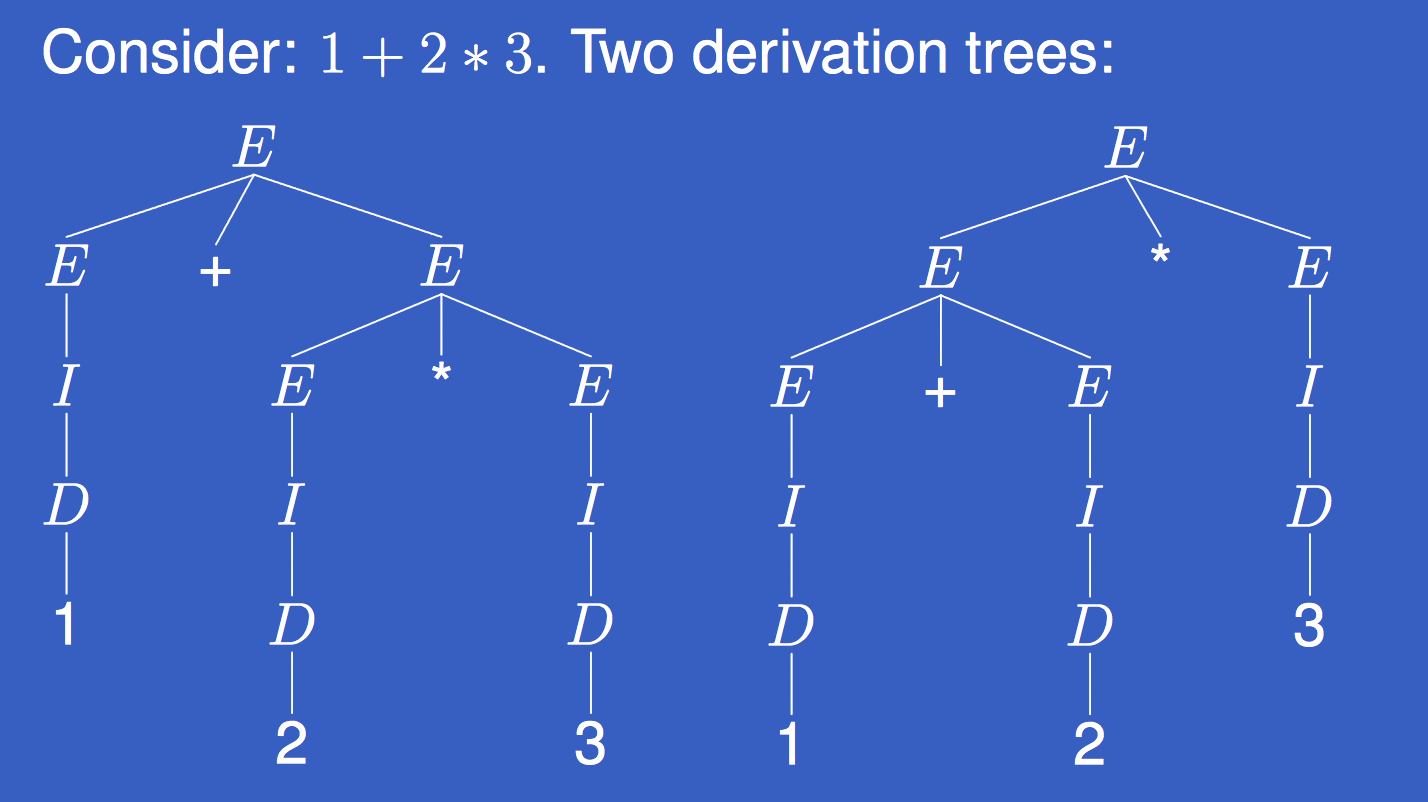 Consider: 1 + 2 * 3. Two derivation trees:
E E
E + E E * E
I E * E E + E I
D I I I I D
1 D D D D 3
2 3 1 2